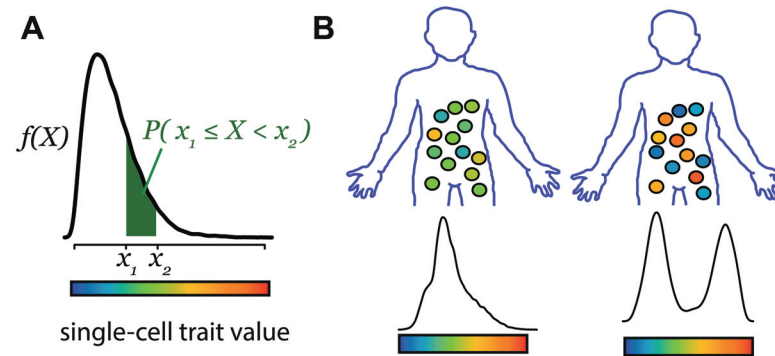 A
f(X)
P( x₁ ≤ X < x₂)
x₁ x₂
single-cell trait value
B